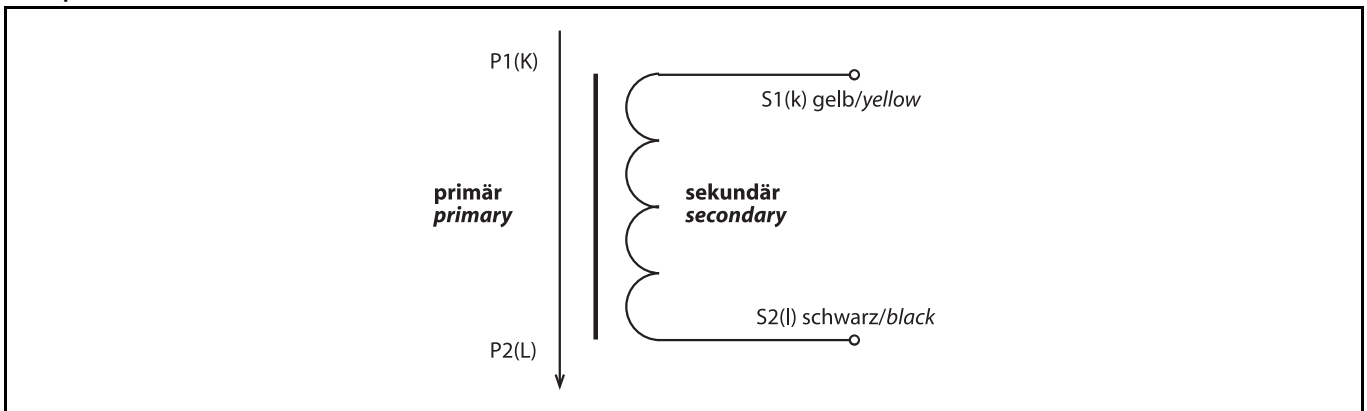 P1(K)
S1(k) gelb/yellow
primär
primary
sekundär
secondary
S2(l) schwarz/black
P2(L)